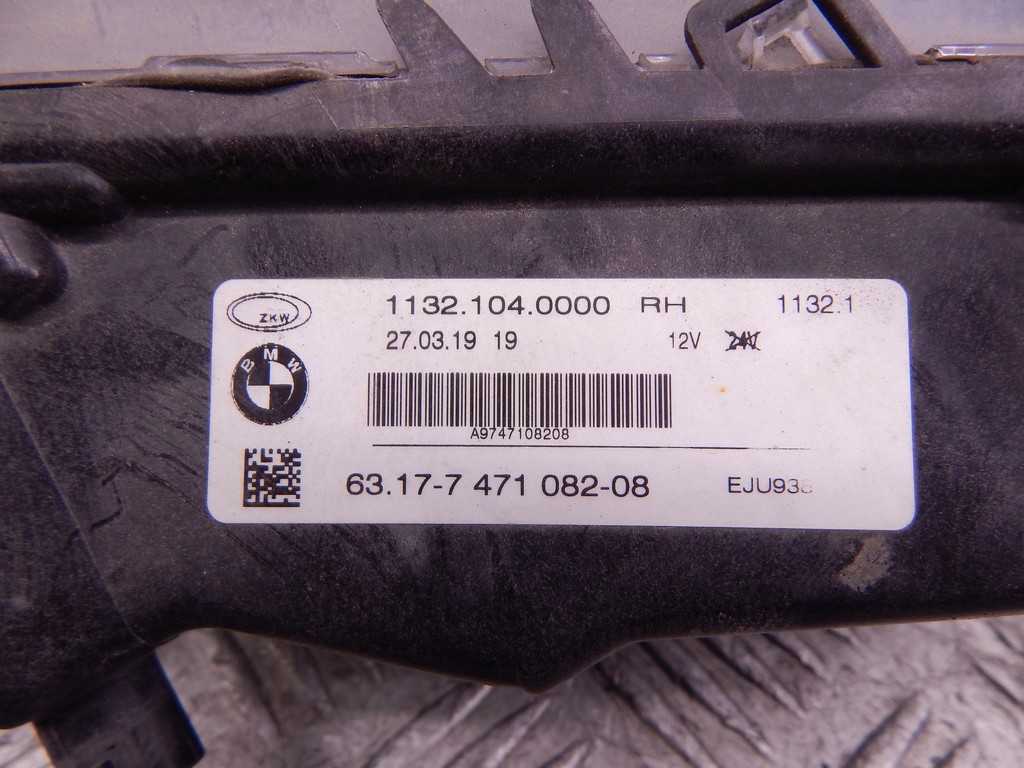 ZKW 1132.104.0000 RH 1132.1
27.03.19 19 12V 24V
BMW
A9747108208
63.17-7 471 082-08